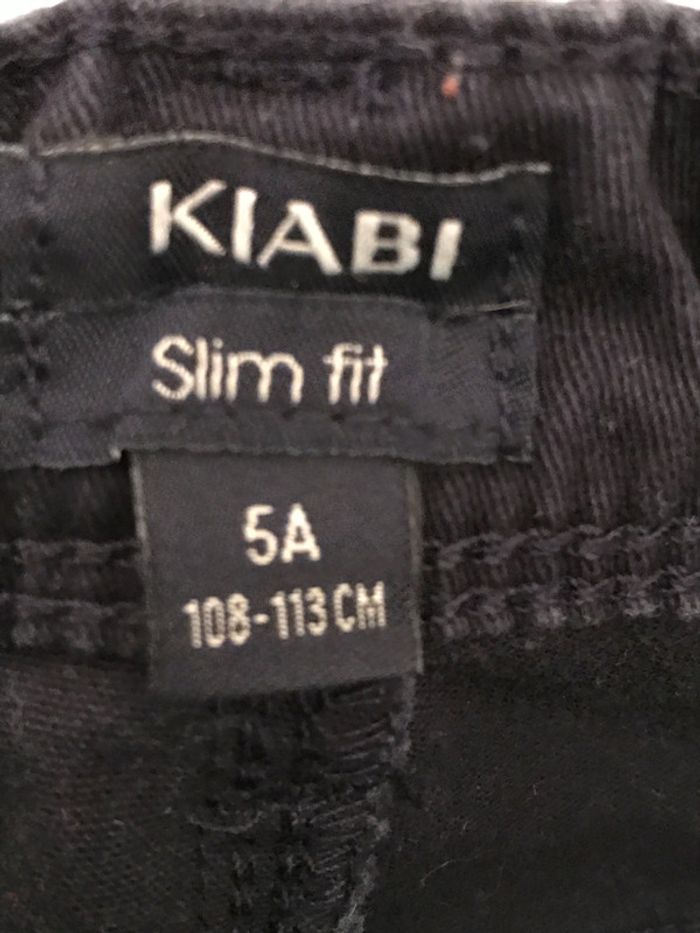 KIABI
Slim fit
5A
108-113 CM